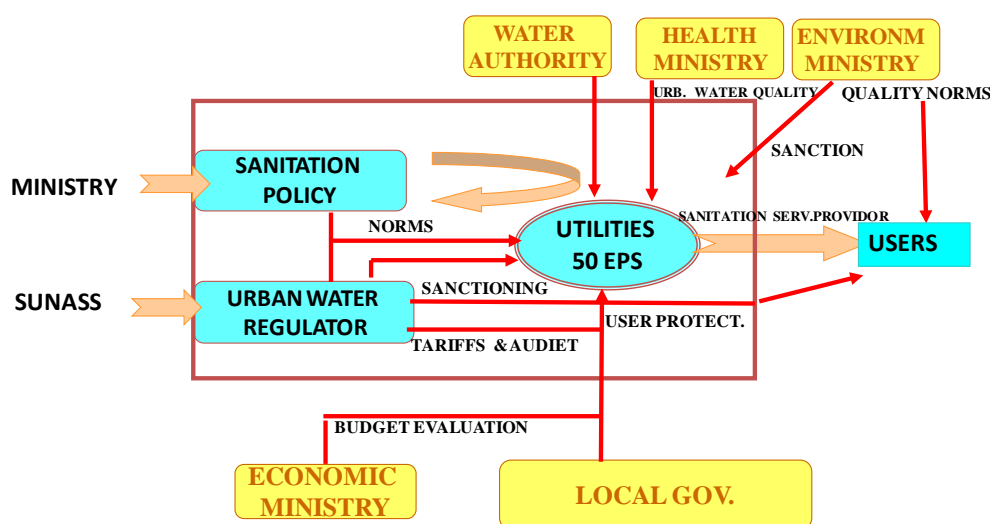 WATER
AUTHORITY
HEALTH
MINISTRY
ENVIRONM
MINISTRY
URB. WATER QUALITY
QUALITY NORMS
SANCTION
MINISTRY
SANITATION
POLICY
NORMS
SANITATION SERV.PROVIDOR
UTILITIES
50 EPS
USERS
SUNASS
URBAN WATER
REGULATOR
SANCTIONING
USER PROTECT.
TARIFFS &AUDIET
BUDGET EVALUATION
ECONOMIC
MINISTRY
LOCAL GOV.